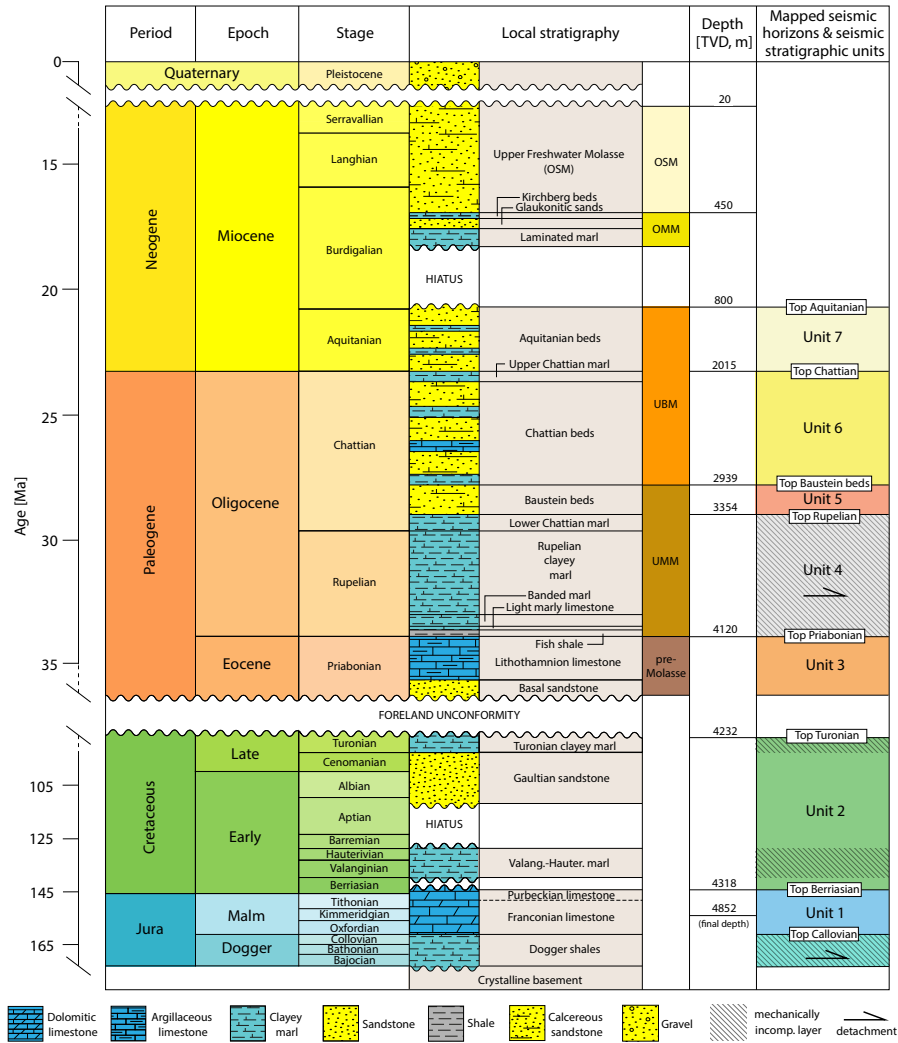 Period
Epoch
Stage
Local stratigraphy
Depth
[TVD, m]
Mapped seismic
horizons & seismic
stratigraphic units
0
Quaternary
Pleistocene
20
Serravallian
15
Langhian
Upper Freshwater Molasse
(OSM)
OSM
Kirchberg beds
Glaukonitic sands
450
Neogene
Miocene
Burdigalian
Laminated marl
OMM
HIATUS
20
800
Top Aquitanian
Aquitanian
Aquitanian beds
Unit 7
Upper Chattian marl
2015
Top Chattian
25
UBM
Chattian
Chattian beds
Unit 6
2939
Top Baustein beds
Age [Ma]
Oligocene
Baustein beds
Unit 5
3354
Top Rupelian
Lower Chattian marl
30
Paleogene
Rupelian
Rupelian
clayey
marl
UMM
Unit 4
Banded marl
Light marly limestone
4120
Top Priabonian
Fish shale
35
Eocene
Priabonian
Lithothamnion limestone
pre-
Molasse
Unit 3
Basal sandstone
FORELAND UNCONFORMITY
4232
Top Turonian
Late
Turonian
Turonian clayey marl
Cenomanian
105
Albian
Gaultian sandstone
Cretaceous
Aptian
HIATUS
Unit 2
125
Early
Barremian
Hauterivian
Valanginian
Valang.-Hauter. marl
Berriasian
4318
Top Berriasian
145
Tithonian
Purbeckian limestone
Jura
Malm
Kimmeridgian
Franconian limestone
4852
(final depth)
Unit 1
Oxfordian
Top Callovian
165
Dogger
Collovian
Bathonian
Bajocian
Dogger shales
Crystalline basement
Dolomitic
limestone
Argillaceous
limestone
Clayey
marl
Sandstone
Shale
Calcereous
sandstone
Gravel
mechanically
incomp. layer
detachment